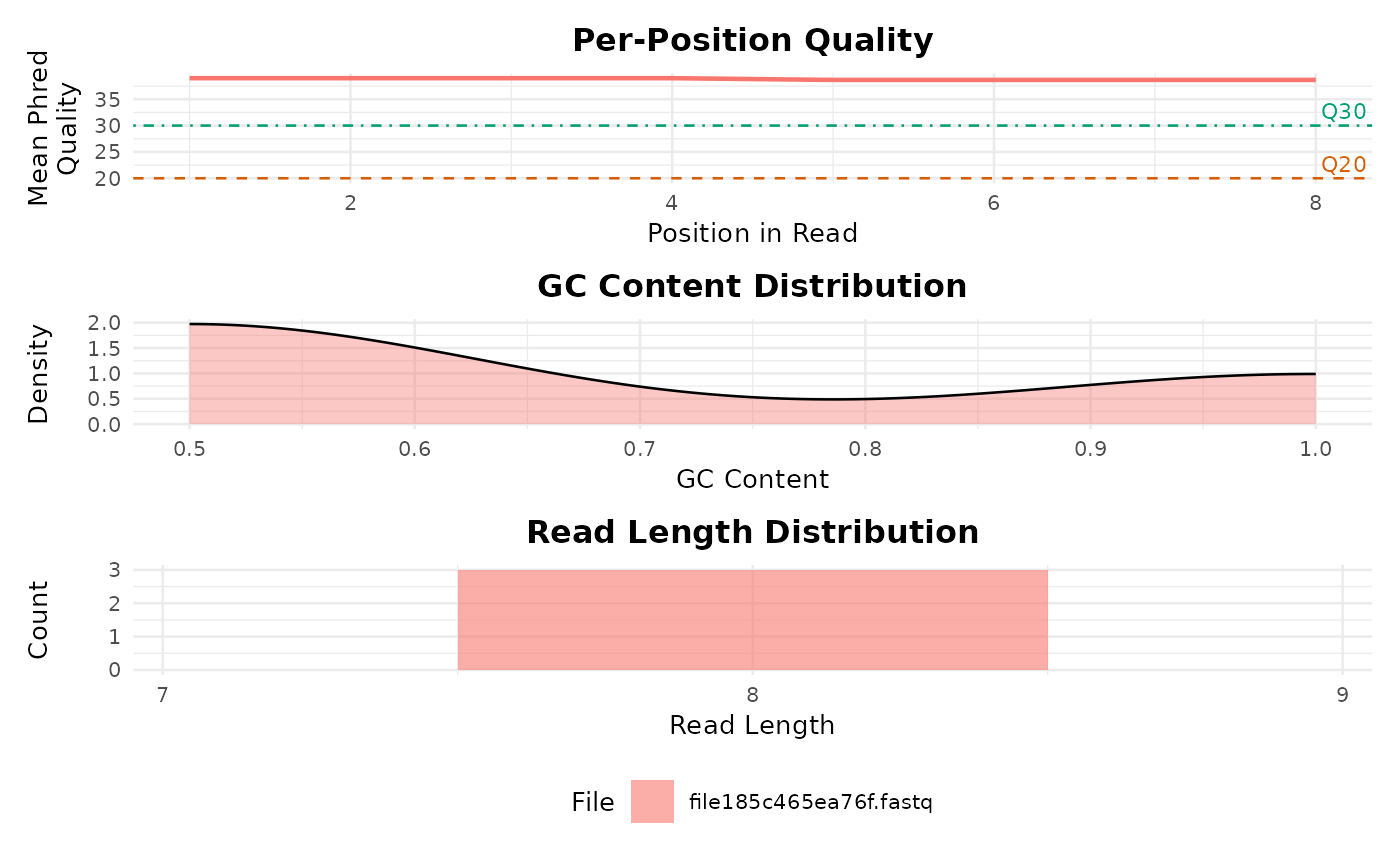 Per-Position Quality
Mean Phred
Quality
35
30
25
20
Q30
Q20
2 4 6 8
Position in Read
GC Content Distribution
Density
2.0
1.5
1.0
0.5
0.0
0.5 0.6 0.7 0.8 0.9 1.0
GC Content
Read Length Distribution
Count
3
2
1
0
7 8 9
Read Length
File file185c465ea76f.fastq